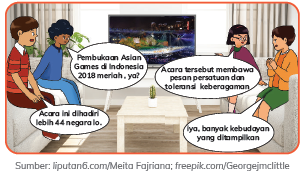 Pembukaan Asian
Games di Indonesia
2018 meriah , ya?
Acara tersebut membawa
pesan persatuan dan
toleransi keberagaman
Acara ini dihadiri
lebih 44 negara lo.
Iya, banyak kebudayaan
yang ditampilkan
Sumber: liputan6.com/Meita Fajriana; freepik.com/Georgejmclittle